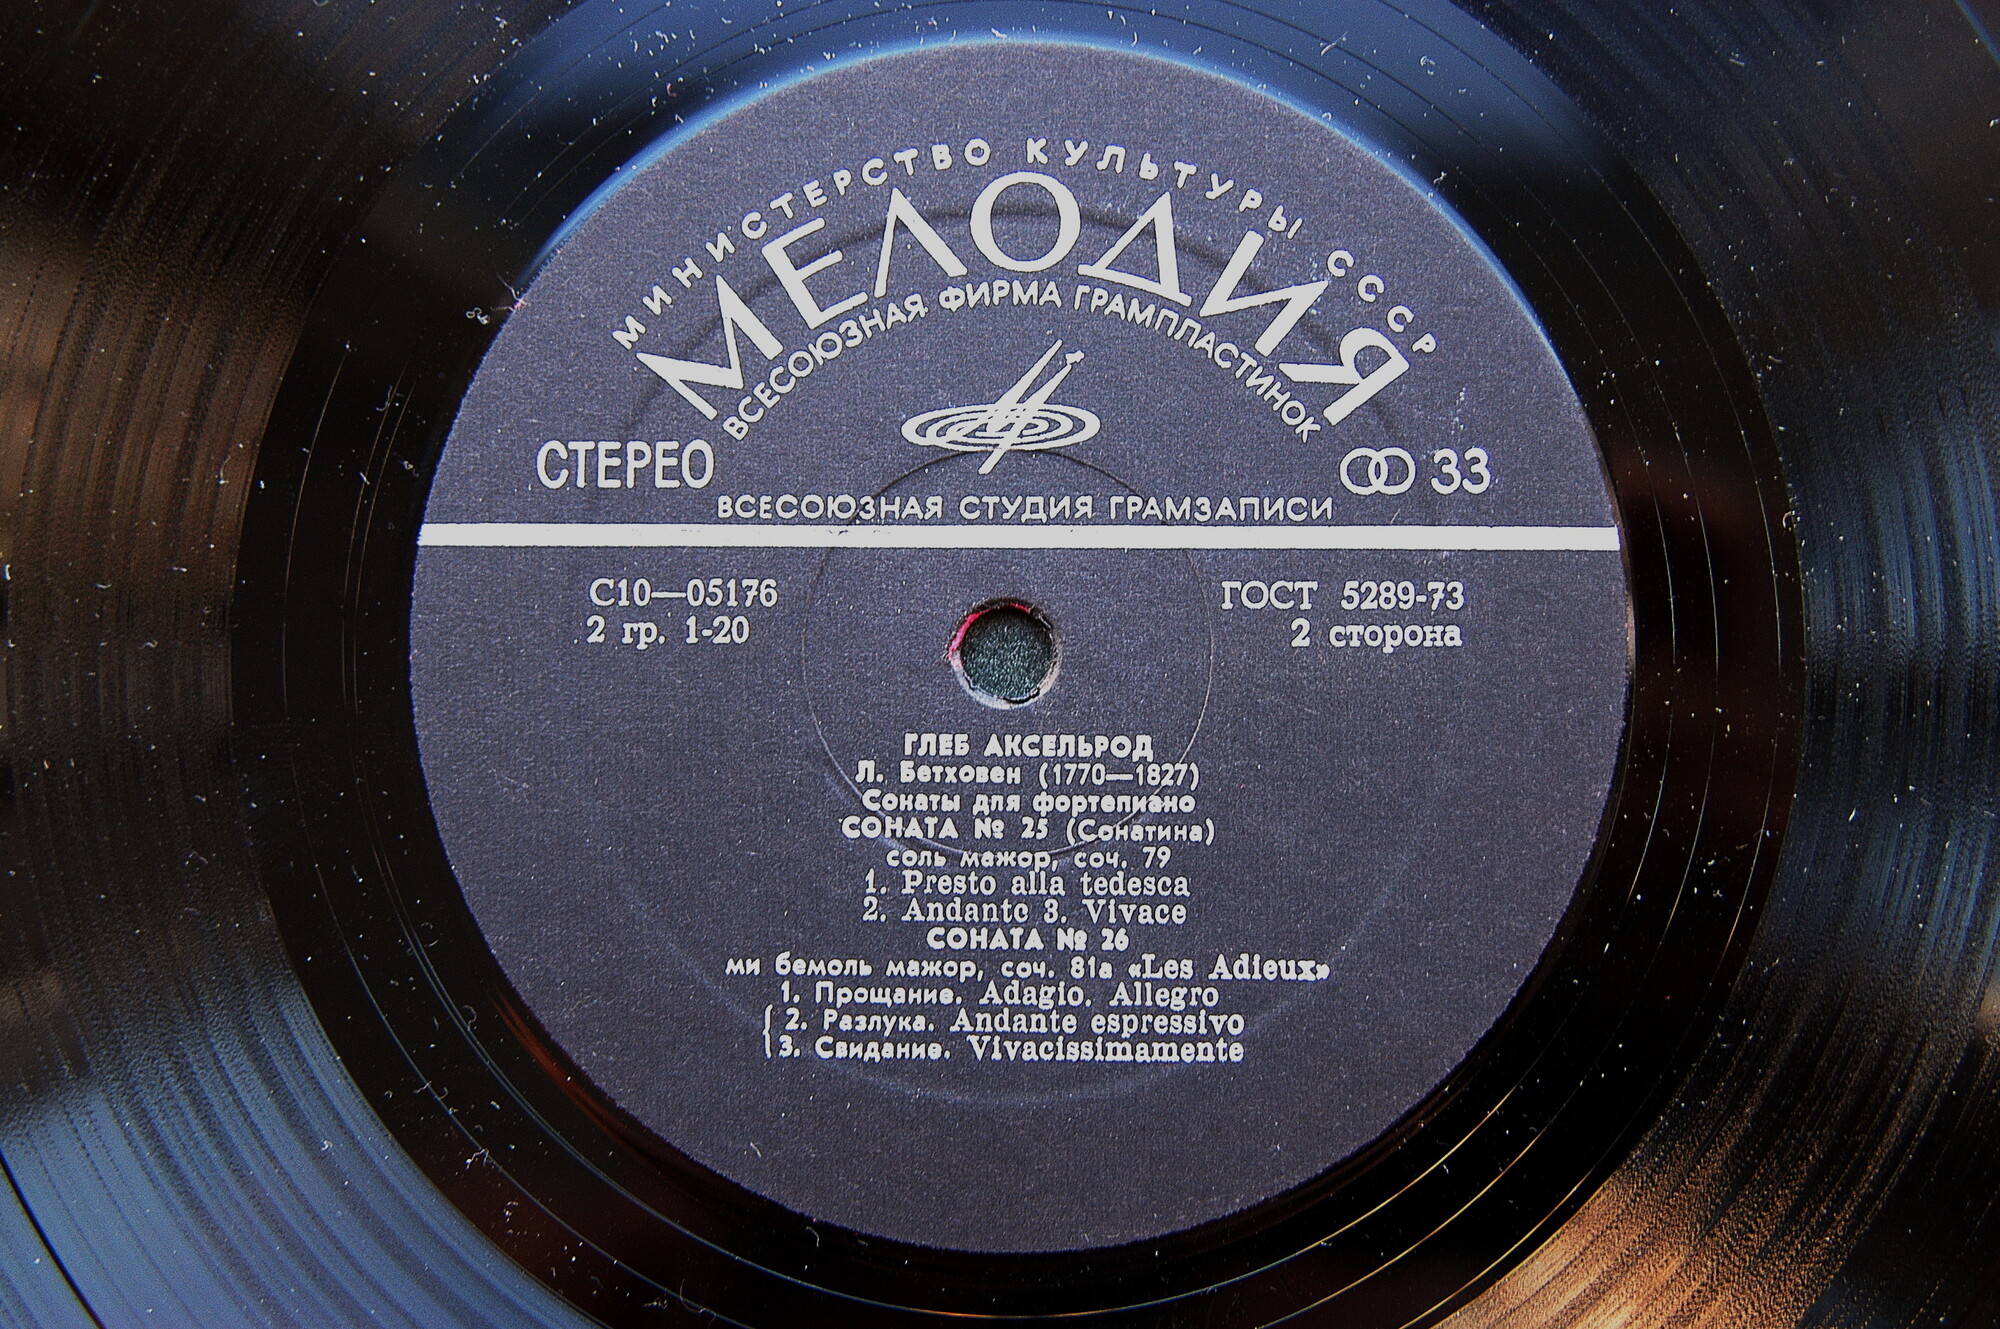 МИНИСТЕРСТВО КУЛЬТУРЫ СССР
МЕЛОДИЯ
ВСЕСОЮЗНАЯ ФИРМА ГРАМПЛАСТИНОК
СТЕРЕО 33
ВСЕСОЮЗНАЯ СТУДИЯ ГРАМЗАПИСИ
С10—05176 ГОСТ 5289-73
2 гр. 1-20 2 сторона
ГЛЕБ АКСЕЛЬРОД
Л. Бетховен (1770—1827)
Сонаты для фортепиано
СОНАТА № 25 (Сонатина)
соль мажор, соч. 79
1. Presto alla tedesca
2. Andante 3. Vivace
СОНАТА № 26
ми бемоль мажор, соч. 81а «Les Adieux»
1. Прощание. Adagio. Allegro
2. Разлука. Andante espressivo
3. Свидание. Vivacissimamente